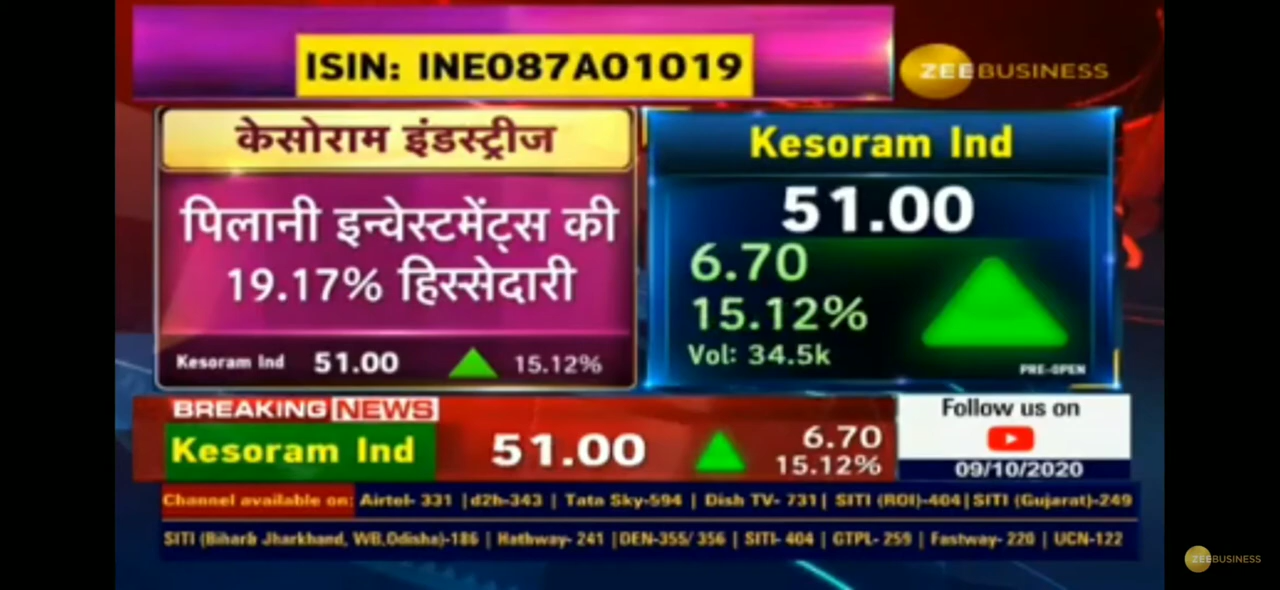 ISIN: INE087A01019
ZEEBUSINESS
केसोराम इंडस्ट्रीज
पिलानी इन्वेस्टमेंट्स की
19.17% हिस्सेदारी
Kesoram Ind 51.00 15.12%
Kesoram Ind
51.00
6.70
15.12%
Vol: 34.5k
PRE-OPEN
BREAKING NEWS
Kesoram Ind 51.00 6.70
15.12%
Follow us on
09/10/2020
Channel available on: Airtel- 331 | d2h-343 | Tata Sky-594 | Dish TV- 731 | SITI (ROI)-404 | SITI (Gujarat)-249
SITI (Bihar& Jharkhand, WB,Odisha)-186 | Hathway- 241 | DEN-355/ 356 | SITI- 404 | GTPL- 259 | Fastway- 220 | UCN-122
ZEEBUSINESS